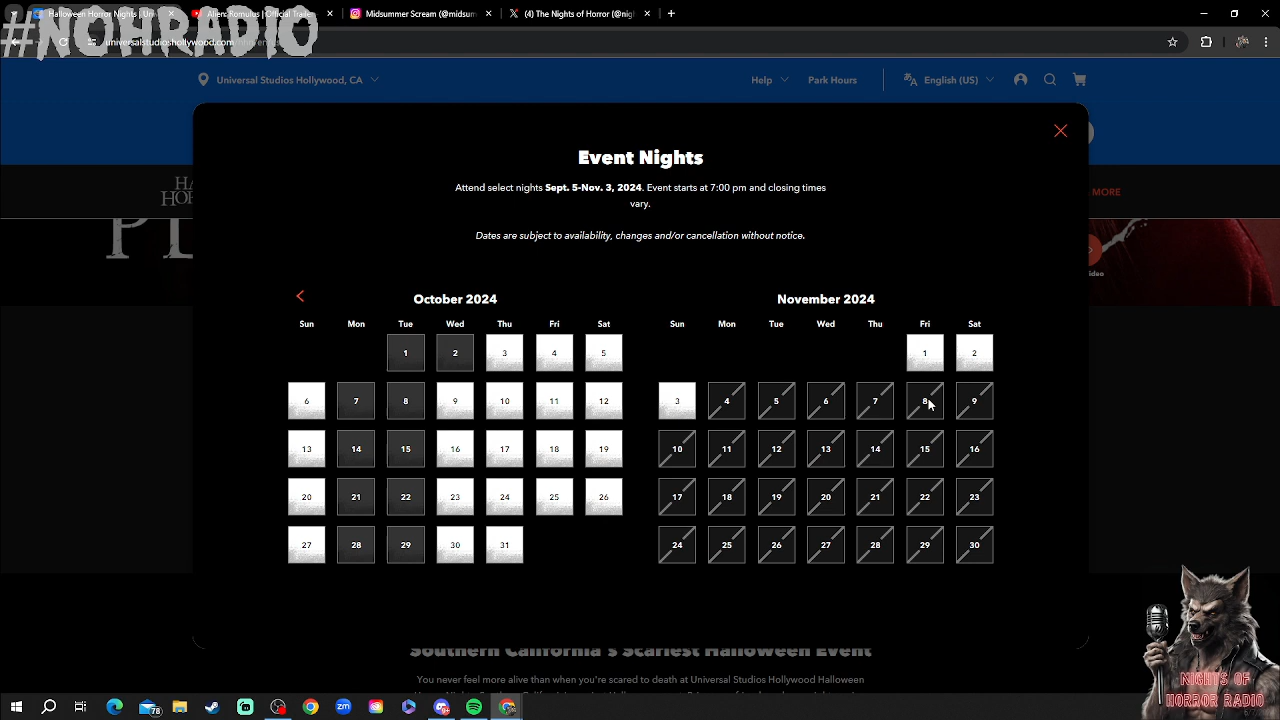 Halloween Horror Nights | Uni
Alien: Romulus | Official Trailer
Midsummer Scream (@midsum
(4) The Nights of Horror (@nig
#NOHRADIO
universalstudioshollywood.com
Universal Studios Hollywood, CA
Help
Park Hours
English (US)
Event Nights
MORE
Attend select nights Sept. 5-Nov. 3, 2024. Event starts at 7:00 pm and closing times
vary.
Dates are subject to availability, changes and/or cancellation without notice.
October 2024
Sun Mon Tue Wed Thu Fri Sat
1 2 3 4 5
6 7 8 9 10 11 12
13 14 15 16 17 18 19
20 21 22 23 24 25 26
27 28 29 30 31
November 2024
Sun Mon Tue Wed Thu Fri Sat
1 2
3 4 5 6 7 8 9
10 11 12 13 14 15 16
17 18 19 20 21 22 23
24 25 26 27 28 29 30
Southern California's Scariest Halloween Event
You never feel more alive than when you're scared to death at Universal Studios Hollywood Halloween
NIGHTS OF
HORROR RADIO